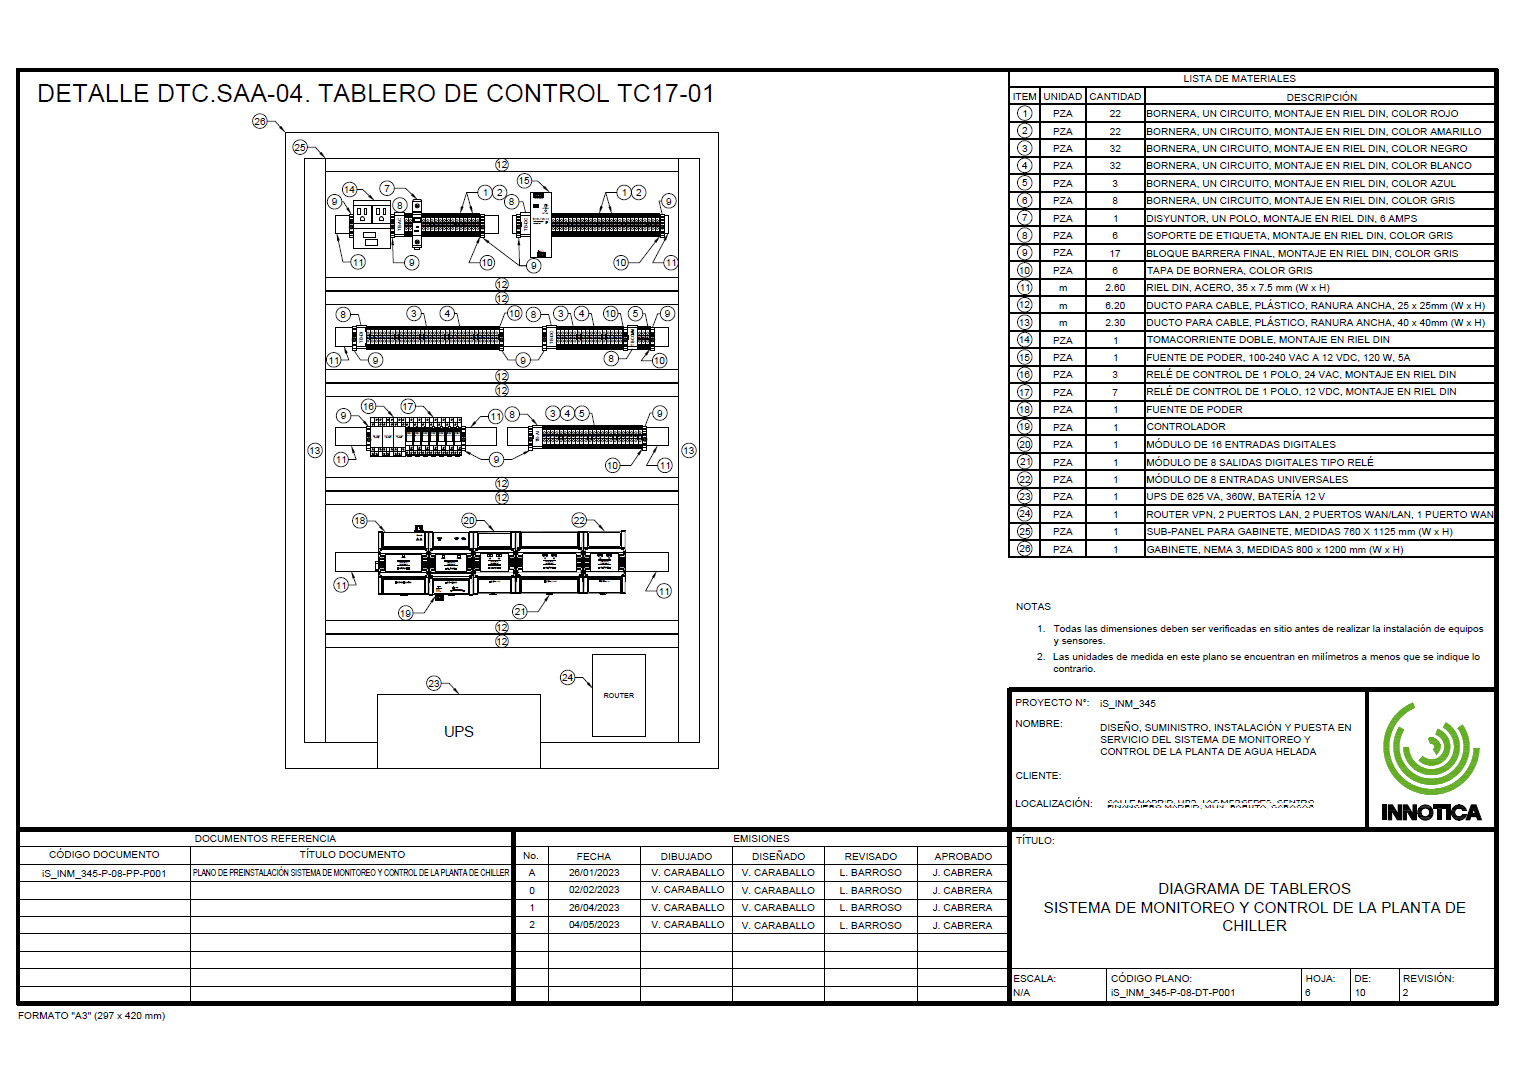 DETALLE DTC.SAA-04. TABLERO DE CONTROL TC17-01
26
25
12
15
14
7
1 2
1 2
9
8
8
9
11
9
10
9
10
11
12
12
8
3
4
10
8
3
4
10
5
9
11
9
9
8
10
12
12
16
17
9
11
8
3 4 5
9
13
13
11
9
10
11
12
12
18
20
22
11
11
19
21
12
12
23
24
ROUTER
UPS
LISTA DE MATERIALES
ITEM UNIDAD CANTIDAD DESCRIPCIÓN
1 PZA 22 BORNERA, UN CIRCUITO, MONTAJE EN RIEL DIN, COLOR ROJO
2 PZA 22 BORNERA, UN CIRCUITO, MONTAJE EN RIEL DIN, COLOR AMARILLO
3 PZA 32 BORNERA, UN CIRCUITO, MONTAJE EN RIEL DIN, COLOR NEGRO
4 PZA 32 BORNERA, UN CIRCUITO, MONTAJE EN RIEL DIN, COLOR BLANCO
5 PZA 3 BORNERA, UN CIRCUITO, MONTAJE EN RIEL DIN, COLOR AZUL
6 PZA 8 BORNERA, UN CIRCUITO, MONTAJE EN RIEL DIN, COLOR GRIS
7 PZA 1 DISYUNTOR, UN POLO, MONTAJE EN RIEL DIN, 6 AMPS
8 PZA 6 SOPORTE DE ETIQUETA, MONTAJE EN RIEL DIN, COLOR GRIS
9 PZA 17 BLOQUE BARRERA FINAL, MONTAJE EN RIEL DIN, COLOR GRIS
10 PZA 6 TAPA DE BORNERA, COLOR GRIS
11 m 2.60 RIEL DIN, ACERO, 35 x 7.5 mm (W x H)
12 m 6.20 DUCTO PARA CABLE, PLÁSTICO, RANURA ANCHA, 25 x 25mm (W x H)
13 m 2.30 DUCTO PARA CABLE, PLÁSTICO, RANURA ANCHA, 40 x 40mm (W x H)
14 PZA 1 TOMACORRIENTE DOBLE, MONTAJE EN RIEL DIN
15 PZA 1 FUENTE DE PODER, 100-240 VAC A 12 VDC, 120 W, 5A
16 PZA 3 RELÉ DE CONTROL DE 1 POLO, 24 VAC, MONTAJE EN RIEL DIN
17 PZA 7 RELÉ DE CONTROL DE 1 POLO, 12 VDC, MONTAJE EN RIEL DIN
18 PZA 1 FUENTE DE PODER
19 PZA 1 CONTROLADOR
20 PZA 1 MÓDULO DE 16 ENTRADAS DIGITALES
21 PZA 1 MÓDULO DE 8 SALIDAS DIGITALES TIPO RELÉ
22 PZA 1 MÓDULO DE 8 ENTRADAS UNIVERSALES
23 PZA 1 UPS DE 625 VA, 360W, BATERÍA 12 V
24 PZA 1 ROUTER VPN, 2 PUERTOS LAN, 2 PUERTOS WAN/LAN, 1 PUERTO WAN
25 PZA 1 SUB-PANEL PARA GABINETE, MEDIDAS 760 X 1125 mm (W x H)
26 PZA 1 GABINETE, NEMA 3, MEDIDAS 800 x 1200 mm (W x H)
NOTAS
1. Todas las dimensiones deben ser verificadas en sitio antes de realizar la instalación de equipos
y sensores.
2. Las unidades de medida en este plano se encuentran en milímetros a menos que se indique lo
contrario.
PROYECTO N°: iS_INM_345
NOMBRE: DISEÑO, SUMINISTRO, INSTALACIÓN Y PUESTA EN
SERVICIO DEL SISTEMA DE MONITOREO Y
CONTROL DE LA PLANTA DE AGUA HELADA
CLIENTE:
LOCALIZACIÓN:
INNOTICA
DOCUMENTOS REFERENCIA
CÓDIGO DOCUMENTO TÍTULO DOCUMENTO
iS_INM_345-P-08-PP-P001 PLANO DE PREINSTALACIÓN SISTEMA DE MONITOREO Y CONTROL DE LA PLANTA DE CHILLER
EMISIONES
No. FECHA DIBUJADO DISEÑADO REVISADO APROBADO
A 26/01/2023 V. CARABALLO V. CARABALLO L. BARROSO J. CABRERA
0 02/02/2023 V. CARABALLO V. CARABALLO L. BARROSO J. CABRERA
1 26/04/2023 V. CARABALLO V. CARABALLO L. BARROSO J. CABRERA
2 04/05/2023 V. CARABALLO V. CARABALLO L. BARROSO J. CABRERA
TÍTULO:
DIAGRAMA DE TABLEROS
SISTEMA DE MONITOREO Y CONTROL DE LA PLANTA DE
CHILLER
ESCALA: CÓDIGO PLANO: HOJA: DE: REVISIÓN:
N/A iS_INM_345-P-08-DT-P001 6 10 2
FORMATO "A3" (297 x 420 mm)